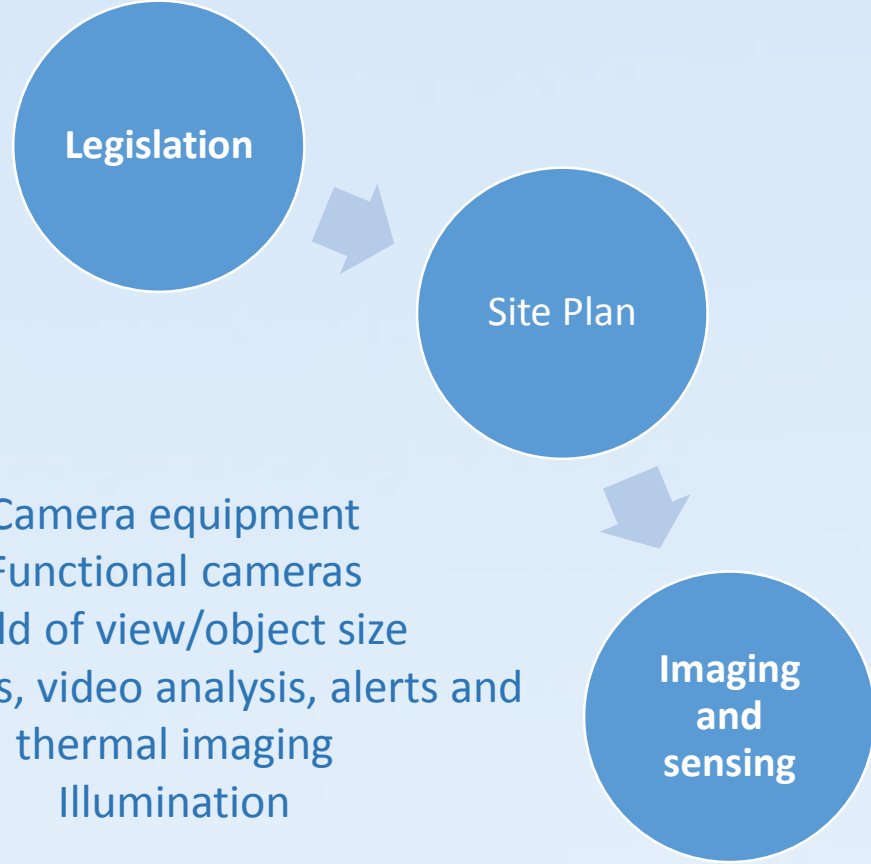 Legislation
Site Plan
Camera equipment
Functional cameras
of view/object size
video analysis, alerts and
thermal imaging
Illumination
Imaging
and
sensing